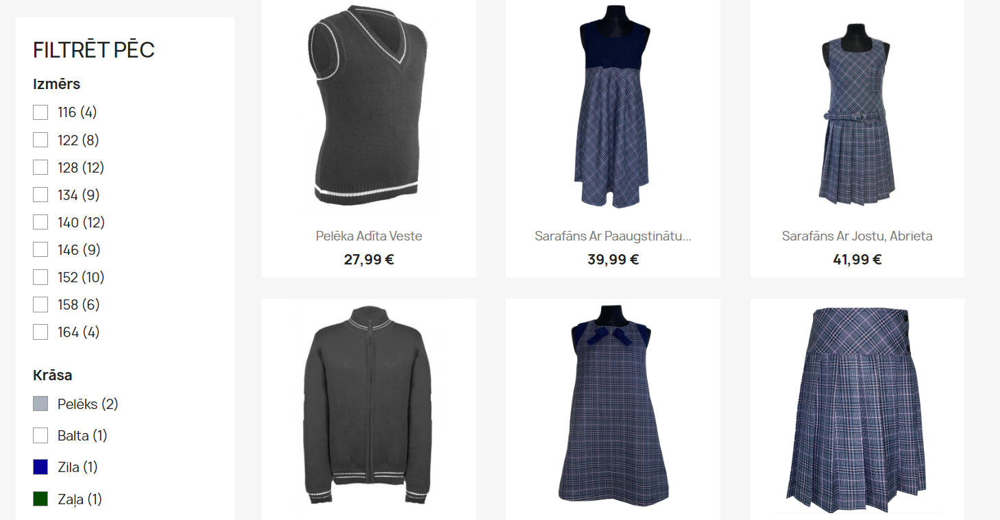 FILTRĒT PĒC
Izmērs
116 (4)
122 (8)
128 (12)
134 (9)
140 (12)
146 (9)
152 (10)
158 (6)
164 (4)
Krāsa
Pelēks (2)
Balta (1)
Zila (1)
Zaļa (1)
Pelēka Adīta Veste
27,99 €
Sarafāns Ar Paaugstinātu...
39,99 €
Sarafāns Ar Jostu, Abrieta
41,99 €